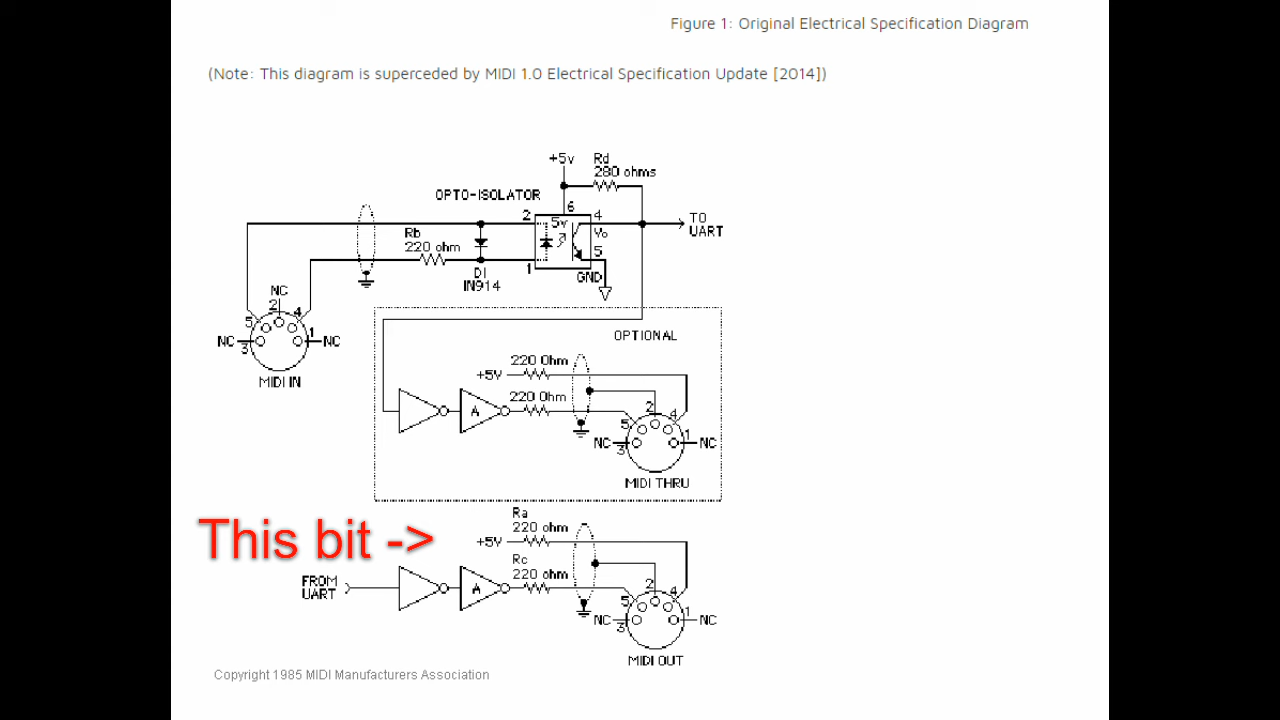 Figure 1: Original Electrical Specification Diagram
(Note: This diagram is superceded by MIDI 1.0 Electrical Specification Update [2014])
+5v
Rd
280 ohms
OPTO-ISOLATOR
6
2
5v
4
TO
UART
Rb
220 ohm
Vo
5
1
D1
IN914
GND
NC
2
5
4
NC
3
1
NC
MIDI IN
OPTIONAL
220 Ohm
+5V
220 Ohm
A
2
4
5
1
NC
3
NC
MIDI THRU
This bit ->
Ra
220 ohm
+5V
Rc
220 ohm
FROM
UART
A
2
4
5
1
NC
3
NC
MIDI OUT
Copyright 1985 MIDI Manufacturers Association